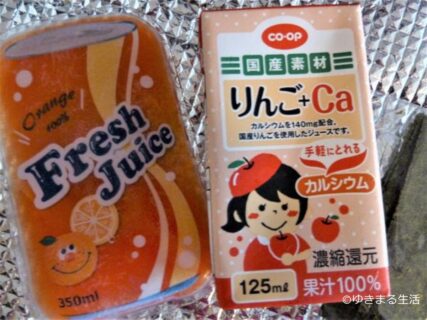 Orange
100%
Fresh
Juice
350ml
co・op
国産素材
りんご+Ca
カルシウムを140mg配合。
国産りんごを使用したジュースです。
手軽にとれる
カルシウム
濃縮還元
125mℓ
果汁100%
©ゆきまる生活